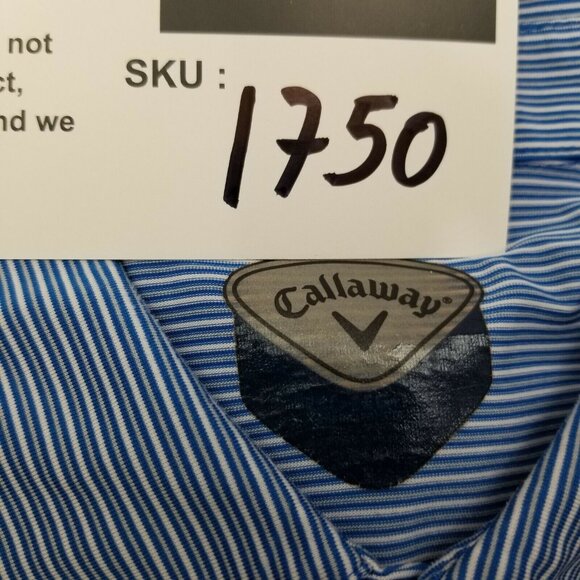 not
ct,
nd we
SKU :
1750
Callaway®